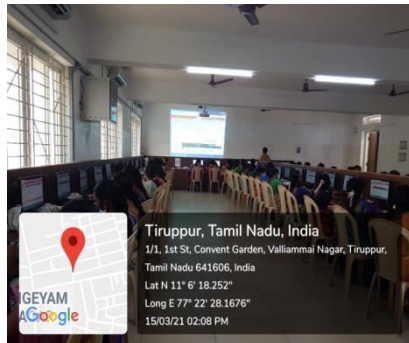 Tiruppur, Tamil Nadu, India
1/1, 1st St, Convent Garden, Valliammai Nagar, Tiruppur,
Tamil Nadu 641606, India
Lat N 11° 6' 18.252"
Long E 77° 22' 28.1676"
15/03/21 02:08 PM
IGEYAM
Google